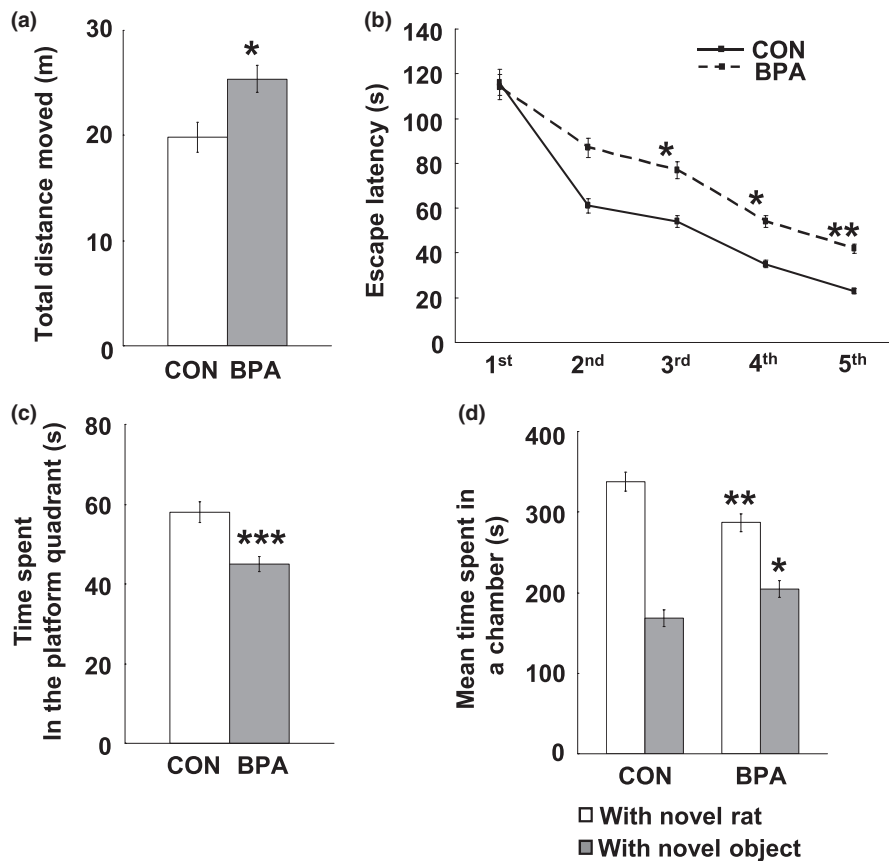 (a)
Total distance moved (m)
30
20
10
0
*
CON BPA
(b)
Escape latency (s)
140
120
100
80
60
40
20
0
CON
BPA
*
*
**
1st
2nd
3rd
4th
5th
(c)
Time spent
In the platform quadrant (s)
80
60
40
20
0
***
CON BPA
(d)
Mean time spent in
a chamber (s)
400
300
200
100
0
**
*
CON
BPA
With novel rat
With novel object